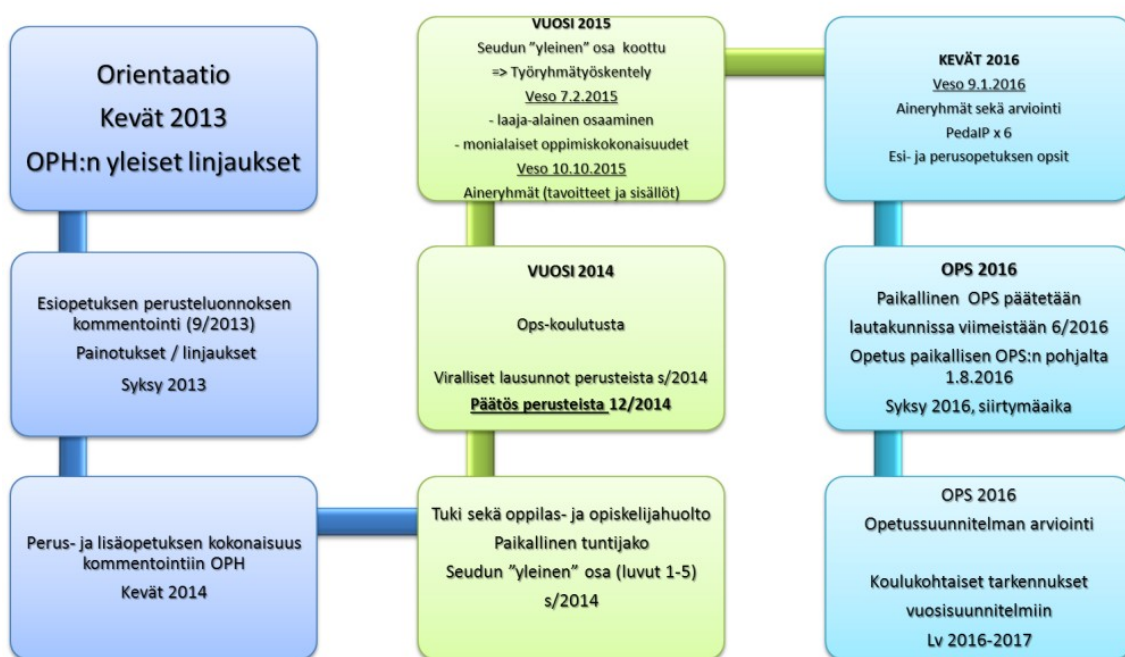 Orientaatio
Kevät 2013
OPH:n yleiset linjaukset
Esiopetuksen perusteluonnoksen
kommentointi (9/2013)
Painotukset / linjaukset
Syksy 2013
Perus- ja lisäopetuksen kokonaisuus
kommentointiin OPH
Kevät 2014
Tuki sekä oppilas- ja opiskelijahuolto
Paikallinen tuntijako
Seudun ”yleinen” osa (luvut 1-5)
s/2014
VUOSI 2014
Ops-koulutusta
Viralliset lausunnot perusteista s/2014
Päätös perusteista 12/2014
VUOSI 2015
Seudun ”yleinen” osa koottu
=> Työryhmätyöskentely
Veso 7.2.2015
- laaja-alainen osaaminen
- monialaiset oppimiskokonaisuudet
Veso 10.10.2015
Aineryhmät (tavoitteet ja sisällöt)
KEVÄT 2016
Veso 9.1.2016
Aineryhmät sekä arviointi
PedaIP x 6
Esi- ja perusopetuksen opsit
OPS 2016
Paikallinen OPS päätetään
lautakunnissa viimeistään 6/2016
Opetus paikallisen OPS:n pohjalta
1.8.2016
Syksy 2016, siirtymäaika
OPS 2016
Opetussuunnitelman arviointi
Koulukohtaiset tarkennukset
vuosisuunnitelmiin
Lv 2016-2017